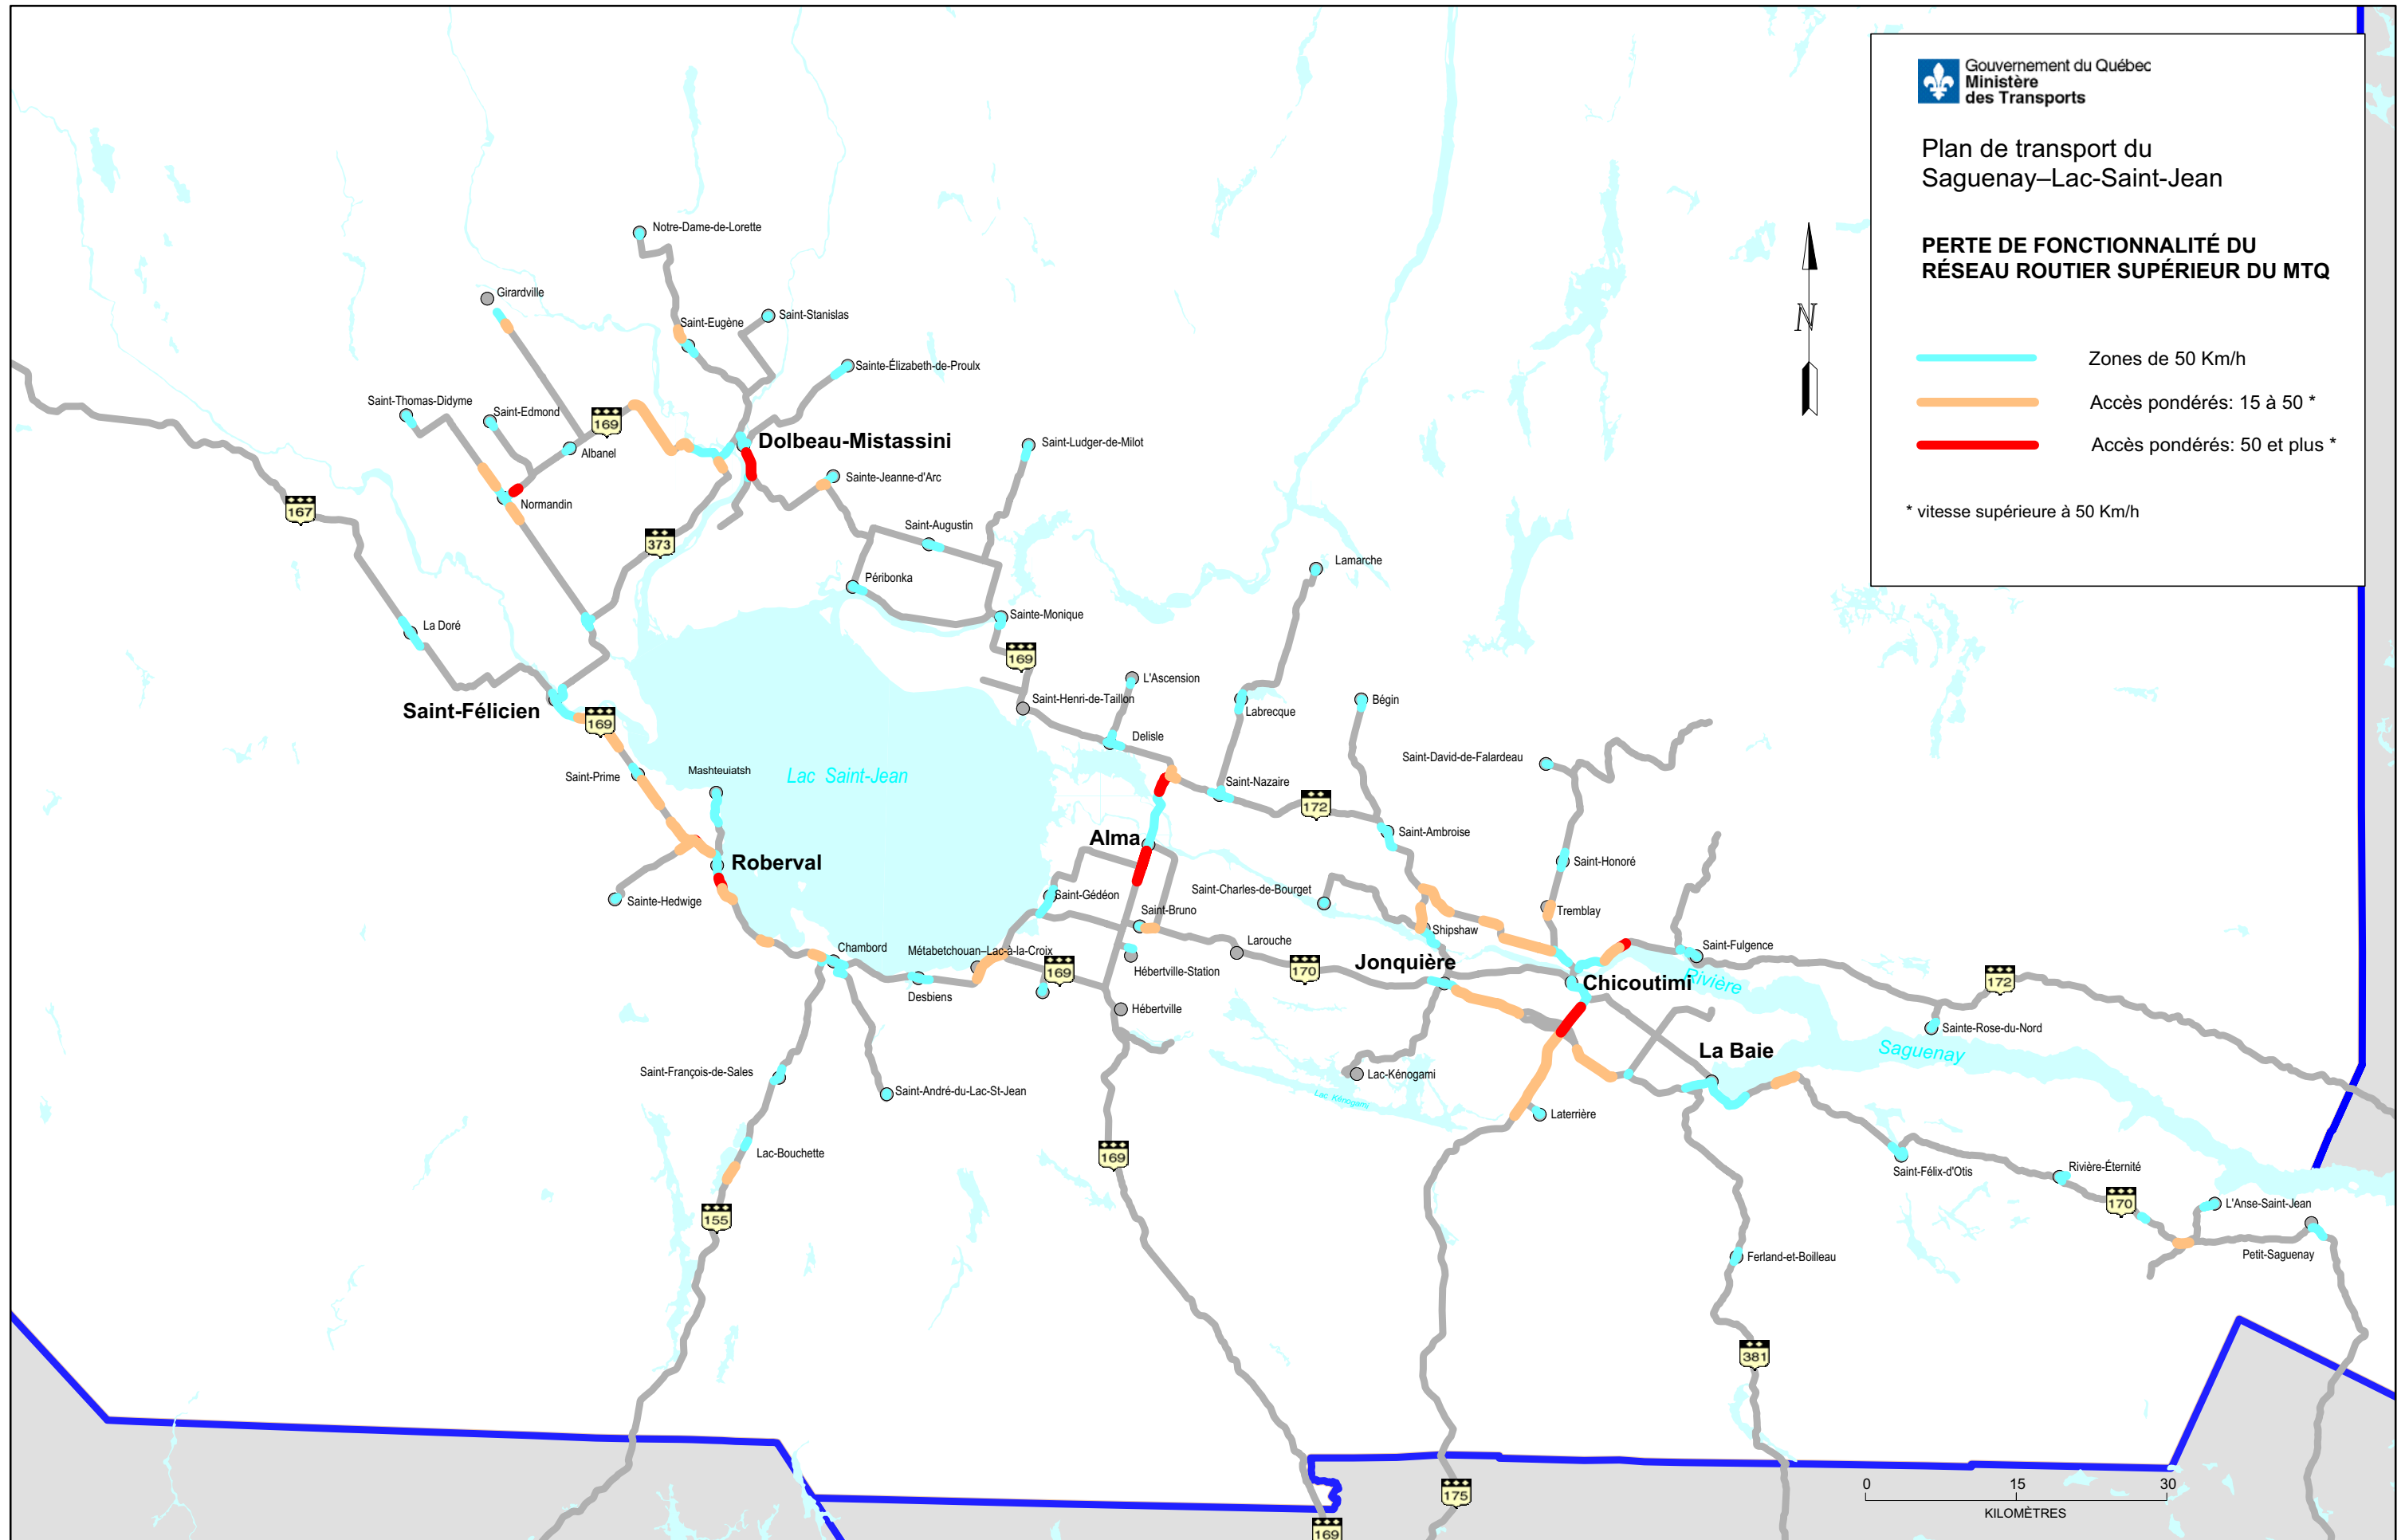 Gouvernement du Québec
Ministère
des Transports
Plan de transport du
Saguenay–Lac-Saint-Jean
PERTE DE FONCTIONNALITÉ DU
RÉSEAU ROUTIER SUPÉRIEUR DU MTQ
Zones de 50 Km/h
Accès pondérés: 15 à 50 *
Accès pondérés: 50 et plus *
* vitesse supérieure à 50 Km/h
N
Notre-Dame-de-Lorette
Girardville
Saint-Eugène
Saint-Stanislas
Sainte-Élizabeth-de-Proulx
Saint-Thomas-Didyme
Saint-Edmond
169
Albanel
Dolbeau-Mistassini
Saint-Ludger-de-Milot
Sainte-Jeanne-d'Arc
Normandin
167
373
Saint-Augustin
Lamarche
Péribonka
Sainte-Monique
La Doré
169
L'Ascension
Saint-Henri-de-Taillon
Labrecque
Bégin
Saint-Félicien
169
Delisle
Saint-David-de-Falardeau
Saint-Prime
Mashteuiatsh
Lac Saint-Jean
Saint-Nazaire
172
Alma
Saint-Ambroise
Roberval
Saint-Honoré
Sainte-Hedwige
Saint-Gédéon
Saint-Charles-de-Bourget
Saint-Bruno
Tremblay
Shipshaw
Chambord
Métabetchouan–Lac-à-la-Croix
Larouche
Saint-Fulgence
169
Hébertville-Station
170
Jonquière
Chicoutimi
Rivière
172
Desbiens
Hébertville
Sainte-Rose-du-Nord
La Baie
Saguenay
Saint-François-de-Sales
Saint-André-du-Lac-St-Jean
Lac-Kénogami
Lac Kénogami
Laterrière
Lac-Bouchette
169
Saint-Félix-d'Otis
Rivière-Éternité
170
L'Anse-Saint-Jean
155
Ferland-et-Boilleau
Petit-Saguenay
381
175
169
0 15 30
KILOMÈTRES